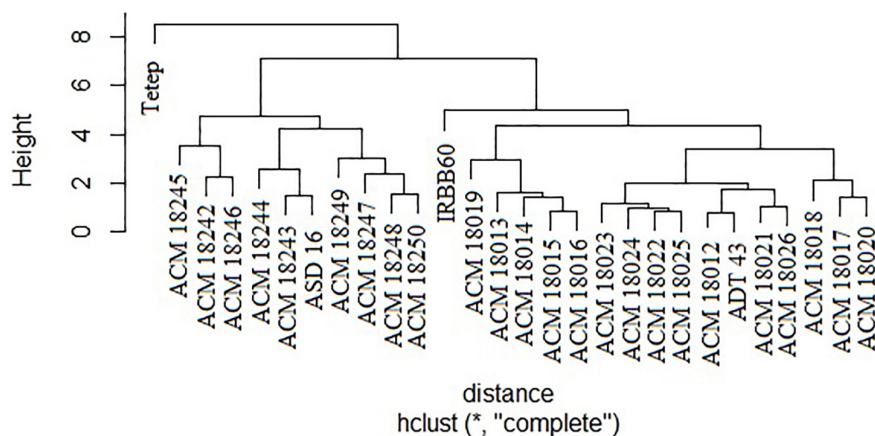 Height
0
2
4
6
8
Tetep
ACM 18245
ACM 18242
ACM 18246
ACM 18244
ACM 18243
ASD 16
ACM 18249
ACM 18247
ACM 18248
ACM 18250
IRBB60
ACM 18019
ACM 18013
ACM 18014
ACM 18015
ACM 18016
ACM 18023
ACM 18024
ACM 18022
ACM 18025
ACM 18012
ADT 43
ACM 18021
ACM 18026
ACM 18018
ACM 18017
ACM 18020
distance
hclust (*, "complete")